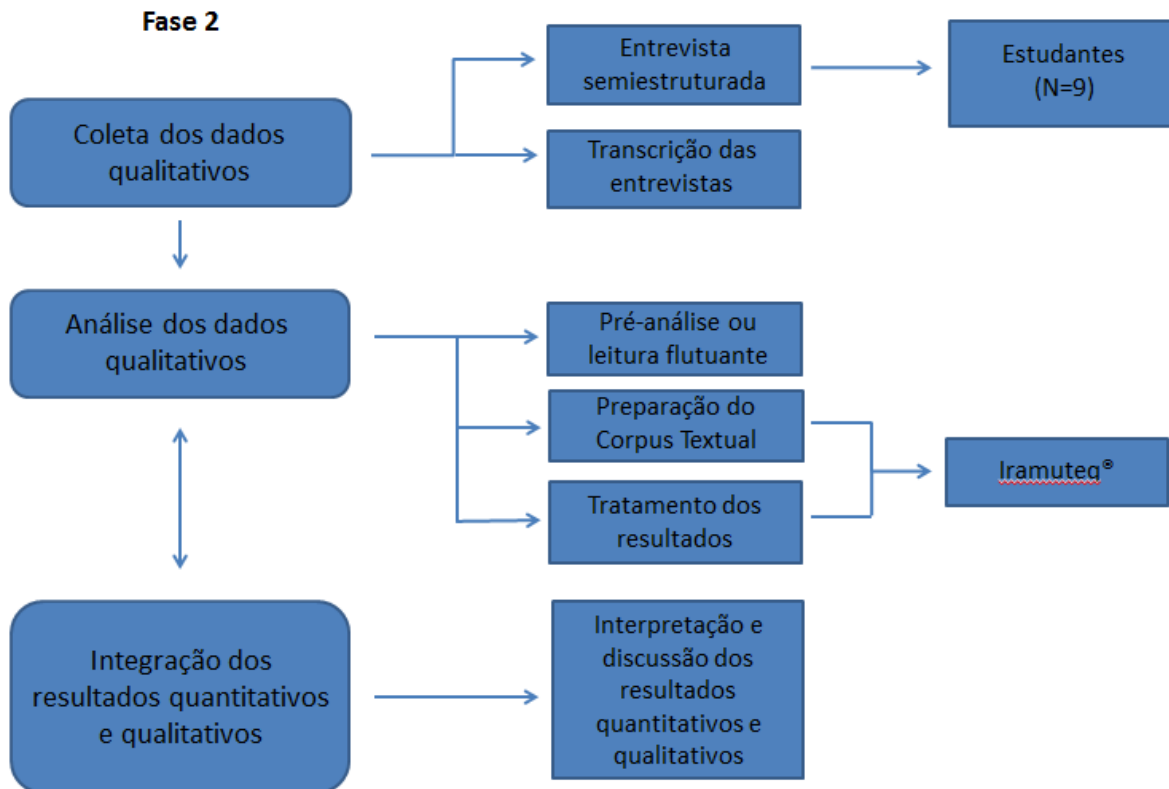 Fase 2
Coleta dos dados
qualitativos
Entrevista
semiestruturada
Estudantes
(N=9)
Transcrição das
entrevistas
Análise dos dados
qualitativos
Pré-análise ou
leitura flutuante
Preparação do
Corpus Textual
Tratamento dos
resultados
Iramuteq®
Integração dos
resultados quantitativos
e qualitativos
Interpretação e
discussão dos
resultados
quantitativos e
qualitativos